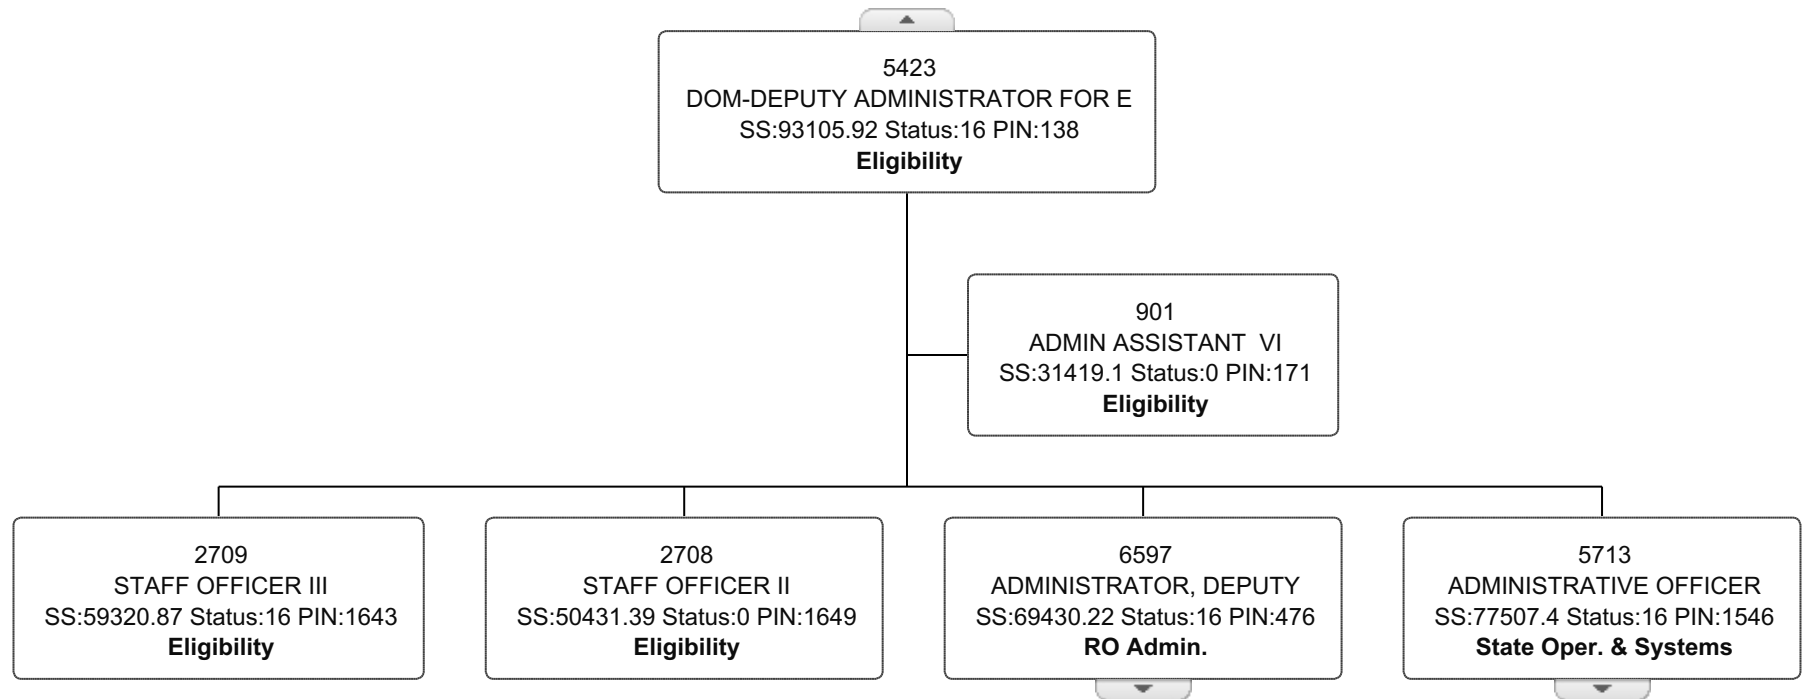 5423
DOM-DEPUTY ADMINISTRATOR FOR E
SS:93105.92 Status:16 PIN:138
Eligibility
901
ADMIN ASSISTANT  VI
SS:31419.1 Status:0 PIN:171
Eligibility
2709
STAFF OFFICER III
SS:59320.87 Status:16 PIN:1643
Eligibility
2708
STAFF OFFICER II
SS:50431.39 Status:0 PIN:1649
Eligibility
6597
ADMINISTRATOR, DEPUTY
SS:69430.22 Status:16 PIN:476
RO Admin.
5713
ADMINISTRATIVE OFFICER
SS:77507.4 Status:16 PIN:1546
State Oper. & Systems